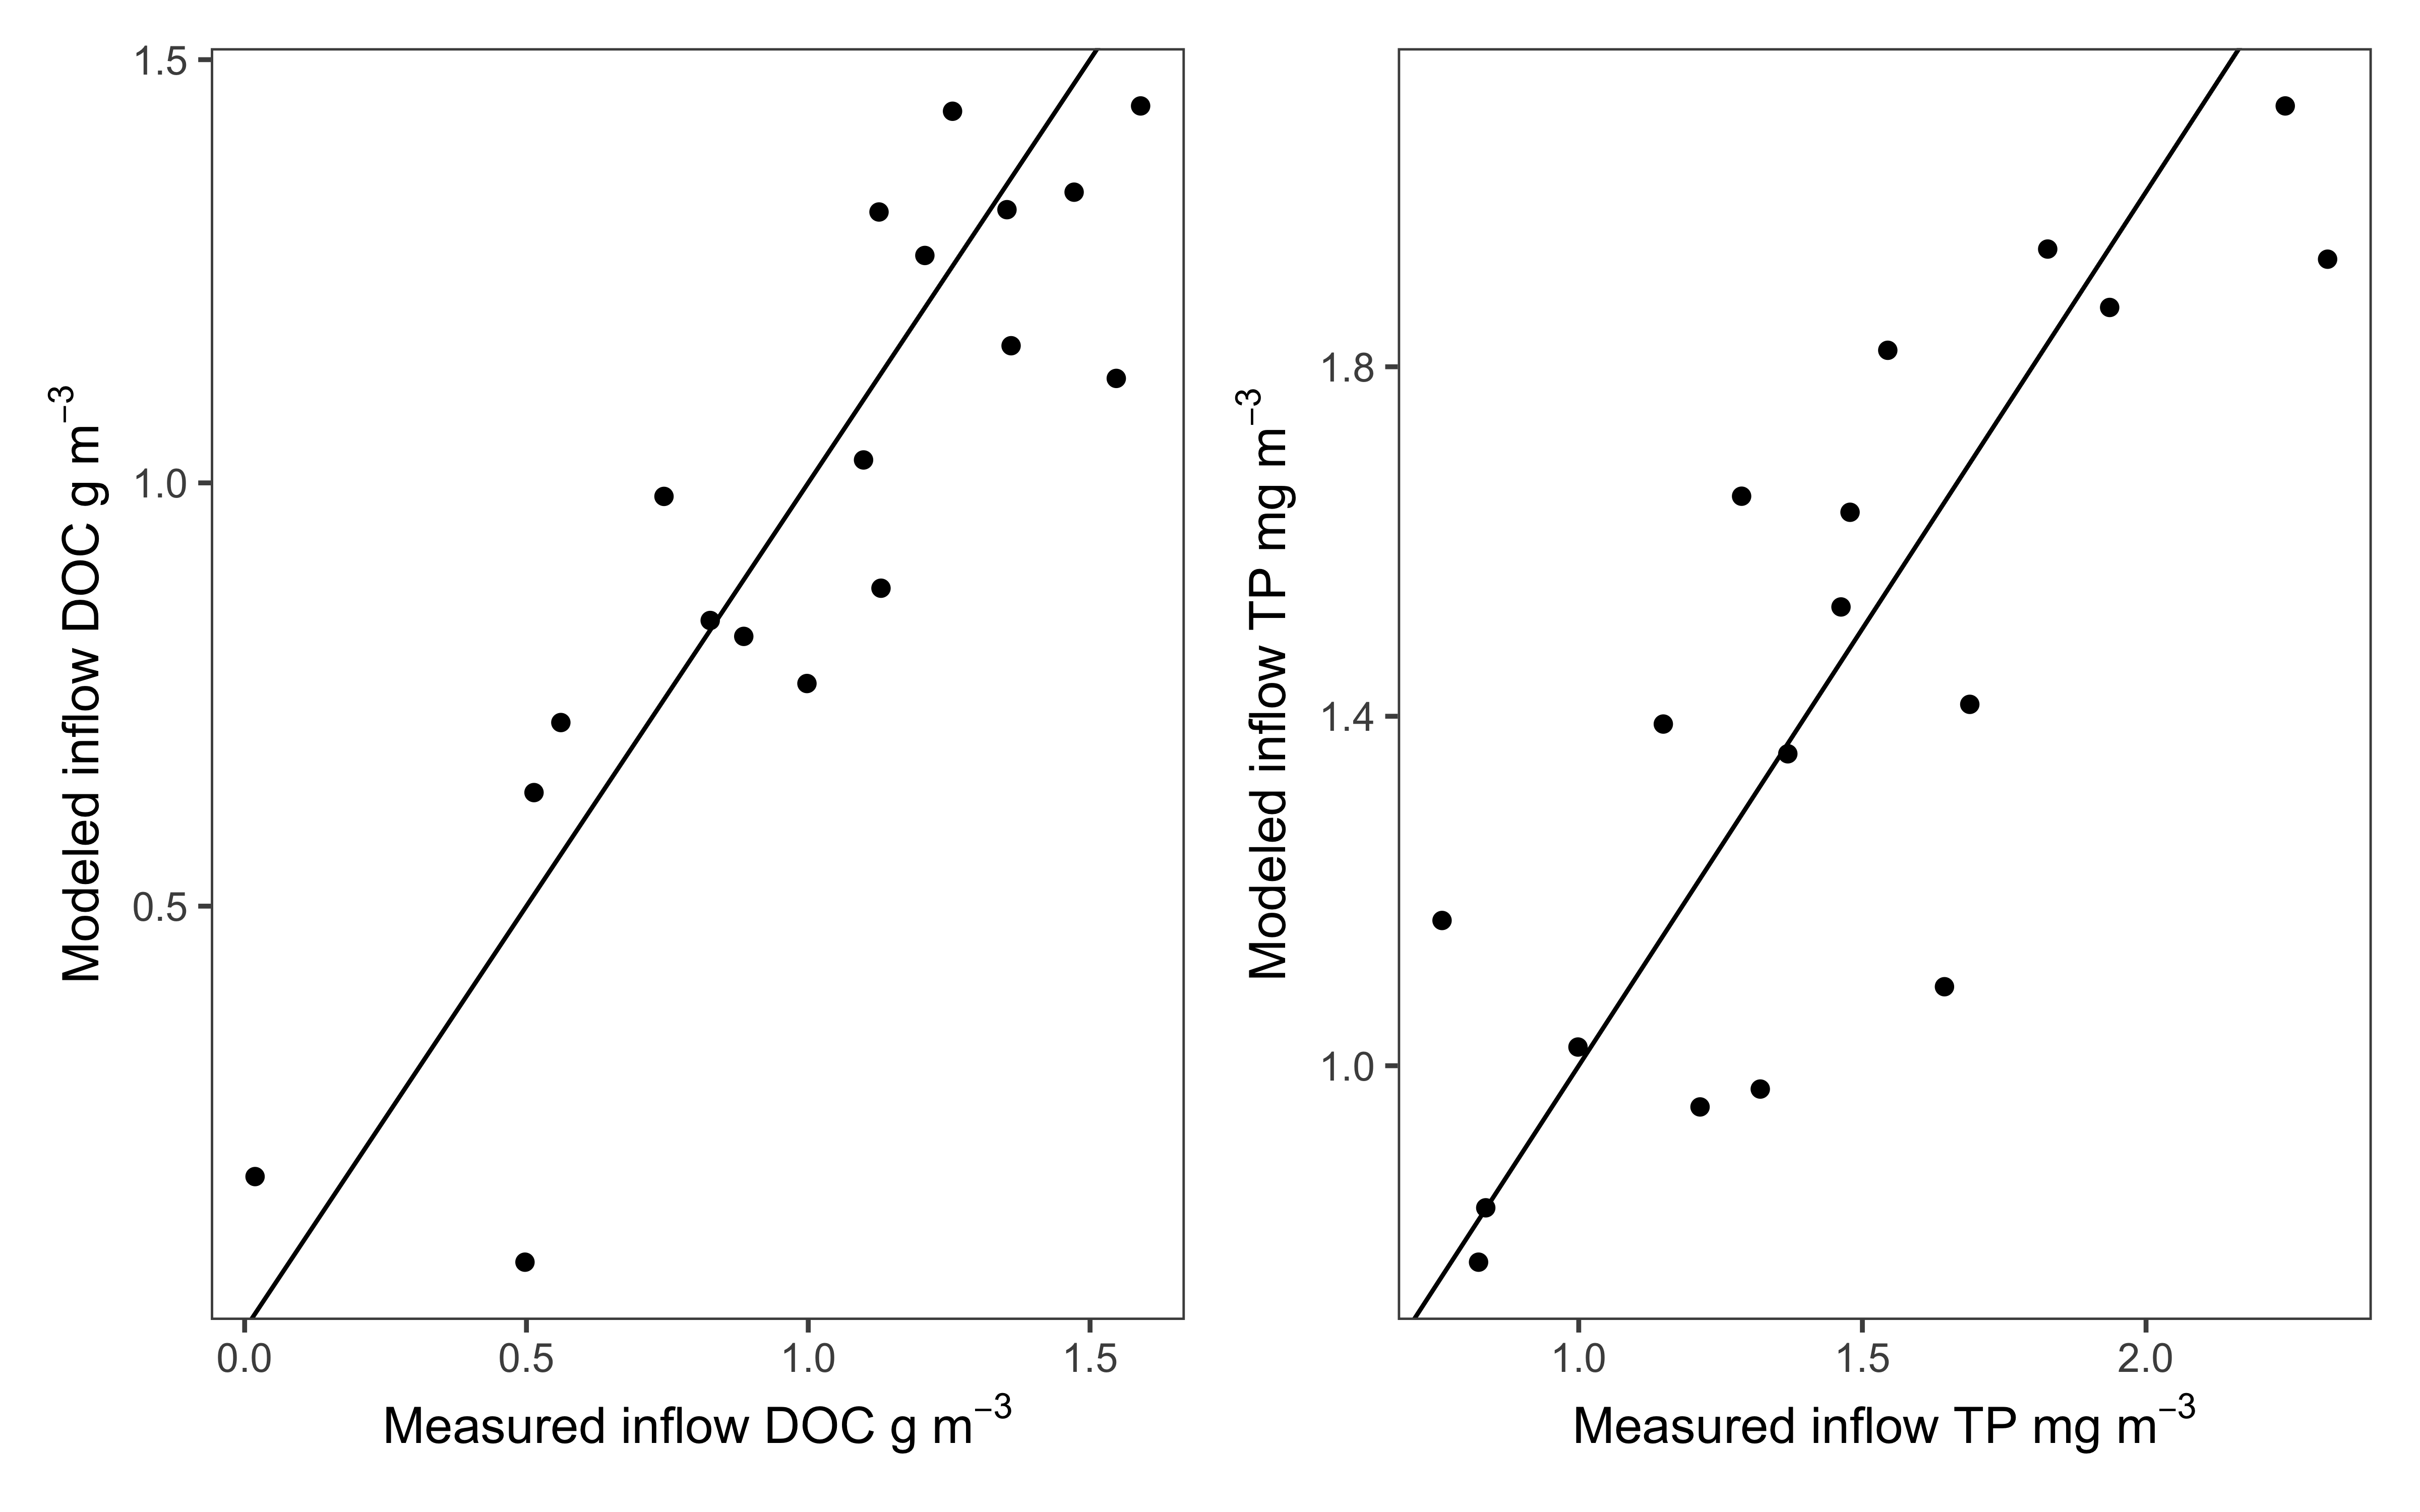 Modeled inflow DOC g m⁻³
1.5
1.0
0.5
0.0 0.5 1.0 1.5
Measured inflow DOC g m⁻³
Modeled inflow TP mg m⁻³
1.8
1.4
1.0
1.0 1.5 2.0
Measured inflow TP mg m⁻³